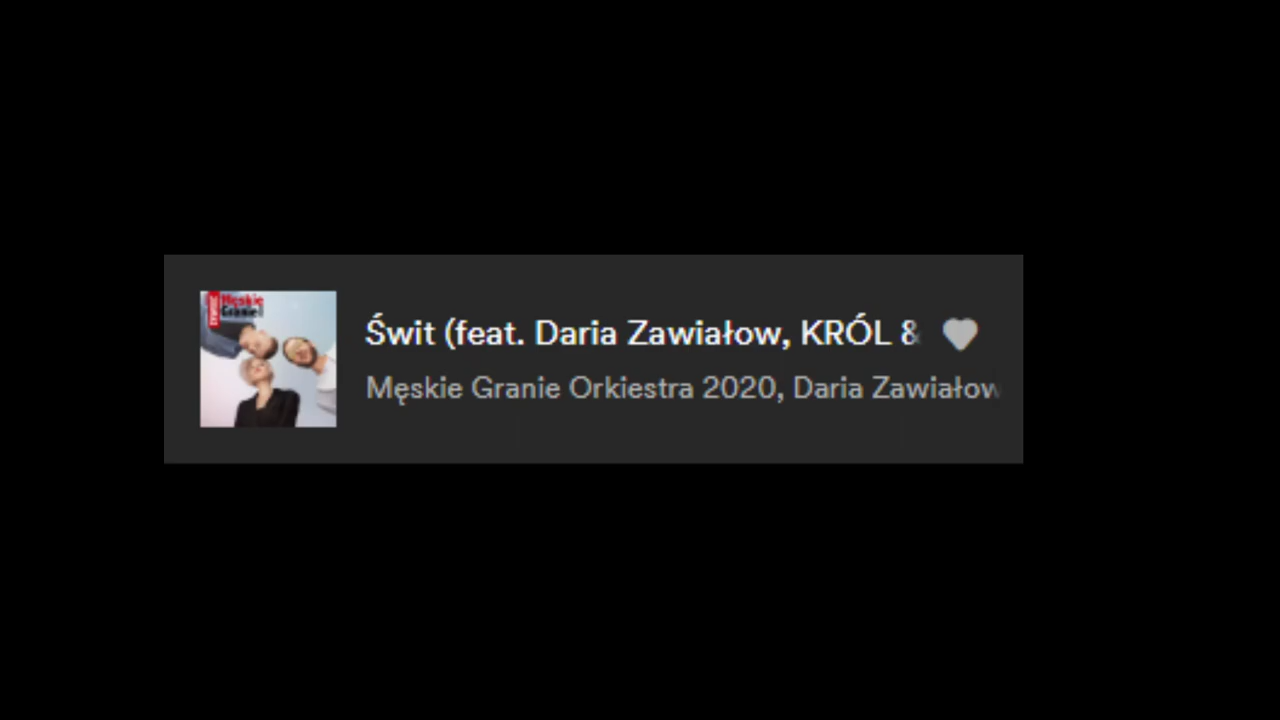 Męskie
Granie
Świt (feat. Daria Zawiałow, KRÓL &
Męskie Granie Orkiestra 2020, Daria Zawiałow